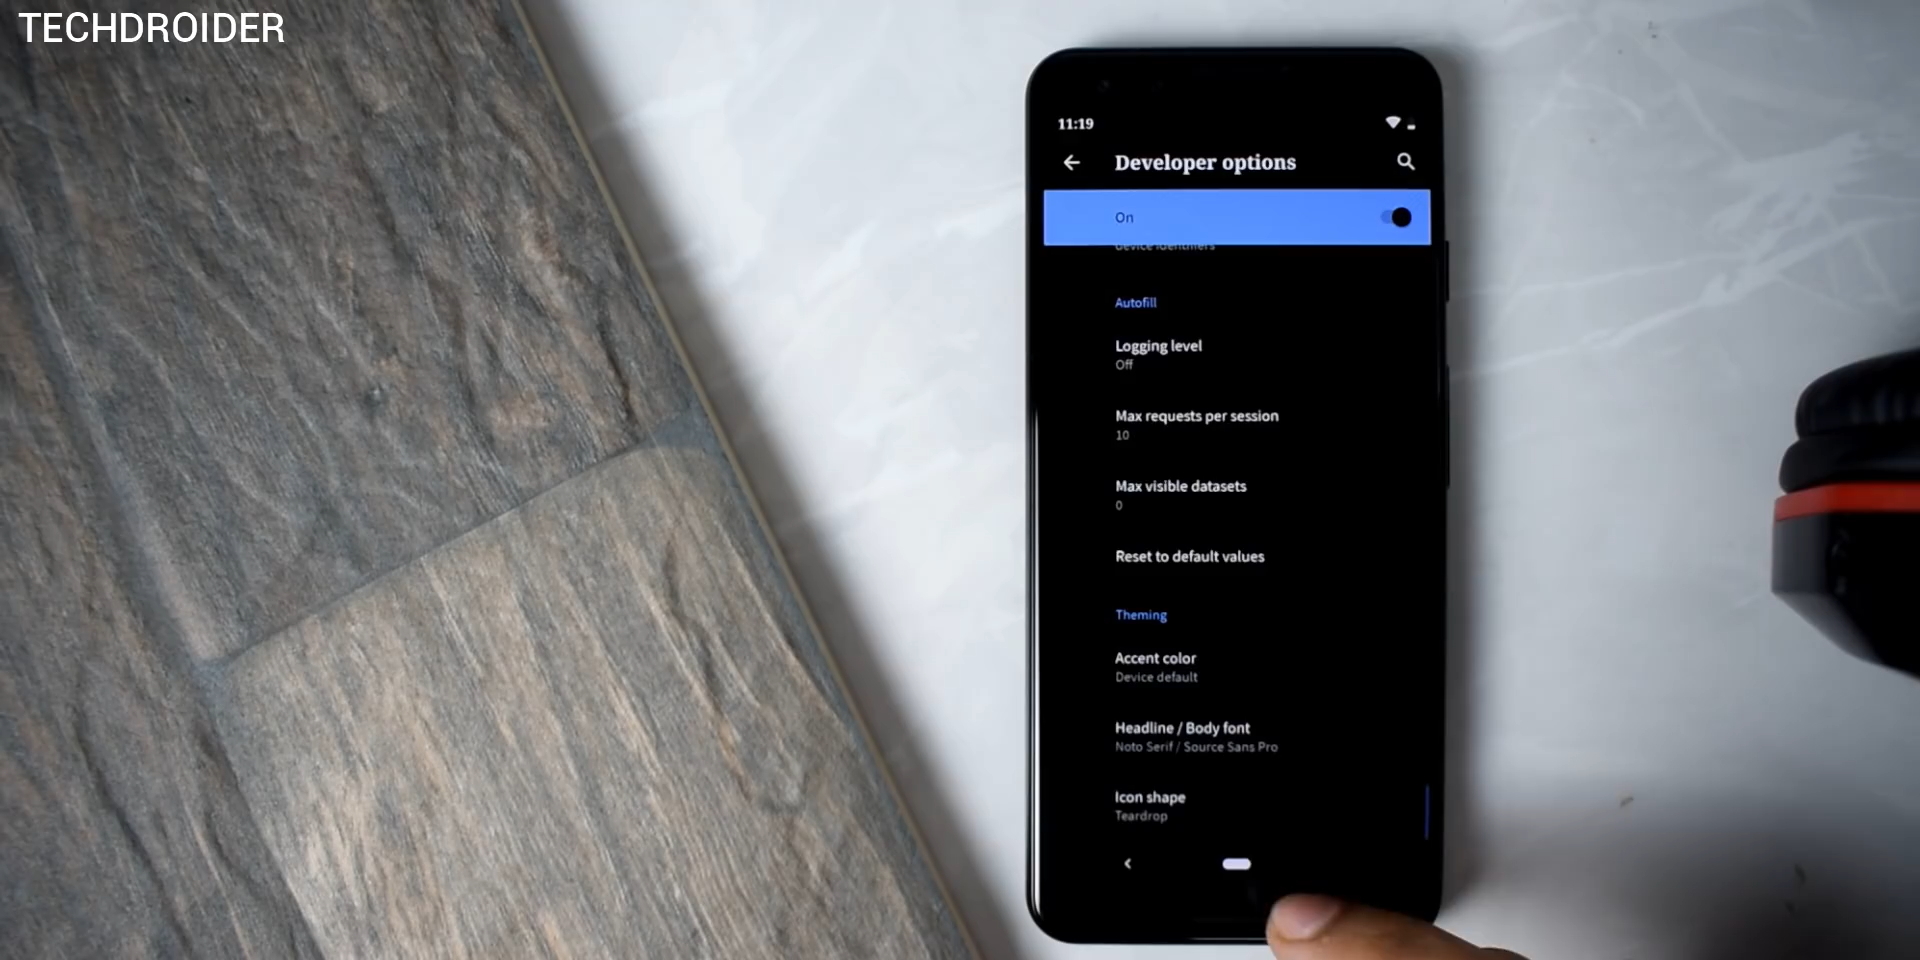 TECHDROIDER
11:19
Developer options
On
Device identifiers
Autofill
Logging level
Off
Max requests per session
10
Max visible datasets
0
Reset to default values
Theming
Accent color
Device default
Headline / Body font
Noto Serif / Source Sans Pro
Icon shape
Teardrop